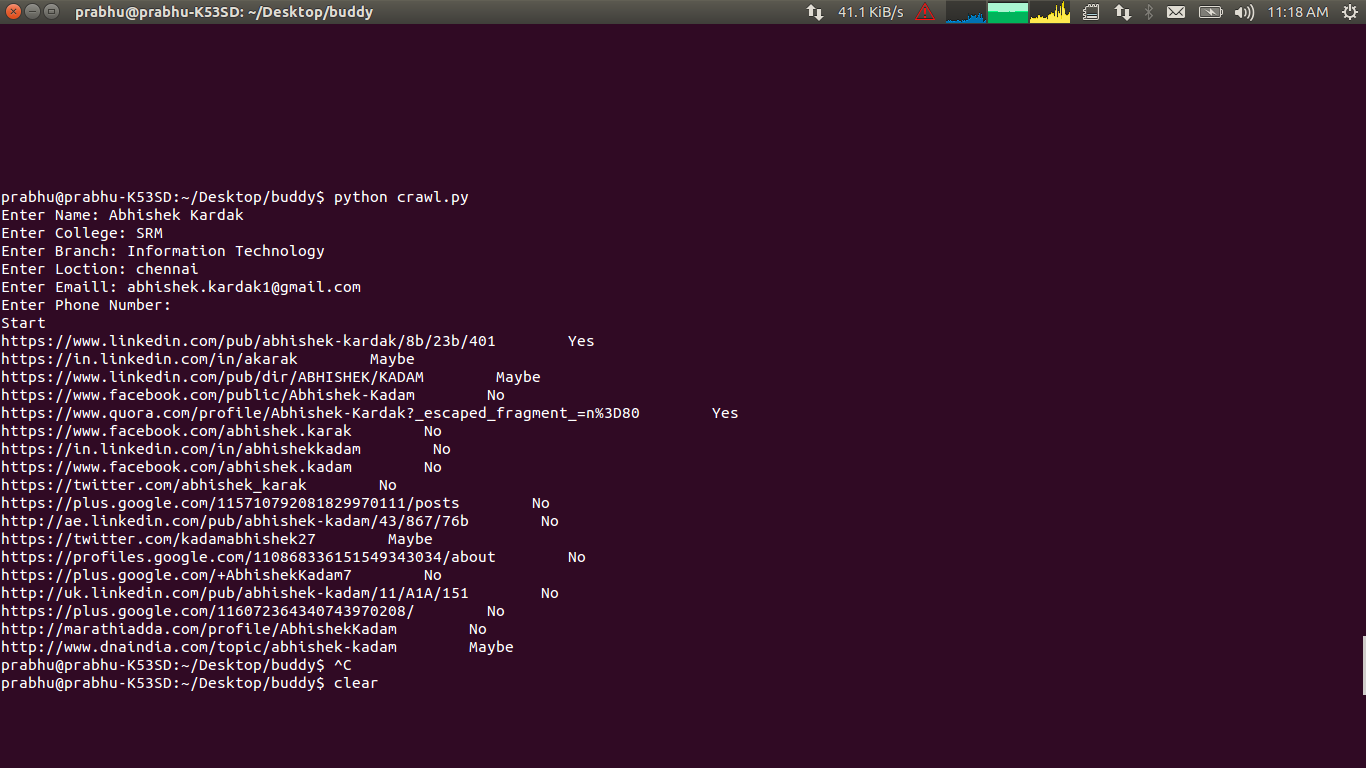 prabhu@prabhu-K53SD: ~/Desktop/buddy 41.1 KiB/s 11:18 AM
prabhu@prabhu-K53SD:~/Desktop/buddy$ python crawl.py
Enter Name: Abhishek Kardak
Enter College: SRM
Enter Branch: Information Technology
Enter Loction: chennai
Enter Emaill: abhishek.kardak1@gmail.com
Enter Phone Number:
Start
https://www.linkedin.com/pub/abhishek-kardak/8b/23b/401 Yes
https://in.linkedin.com/in/akarak Maybe
https://www.linkedin.com/pub/dir/ABHISHEK/KADAM Maybe
https://www.facebook.com/public/Abhishek-Kadam No
https://www.quora.com/profile/Abhishek-Kardak?_escaped_fragment_=n%3D80 Yes
https://www.facebook.com/abhishek.karak No
https://in.linkedin.com/in/abhishekkadam No
https://www.facebook.com/abhishek.kadam No
https://twitter.com/abhishek_karak No
https://plus.google.com/115710792081829970111/posts No
http://ae.linkedin.com/pub/abhishek-kadam/43/867/76b No
https://twitter.com/kadamabhishek27 Maybe
https://profiles.google.com/110868336151549343034/about No
https://plus.google.com/+AbhishekKadam7 No
http://uk.linkedin.com/pub/abhishek-kadam/11/A1A/151 No
https://plus.google.com/116072364340743970208/ No
http://marathiadda.com/profile/AbhishekKadam No
http://www.dnaindia.com/topic/abhishek-kadam Maybe
prabhu@prabhu-K53SD:~/Desktop/buddy$ ^C
prabhu@prabhu-K53SD:~/Desktop/buddy$ clear